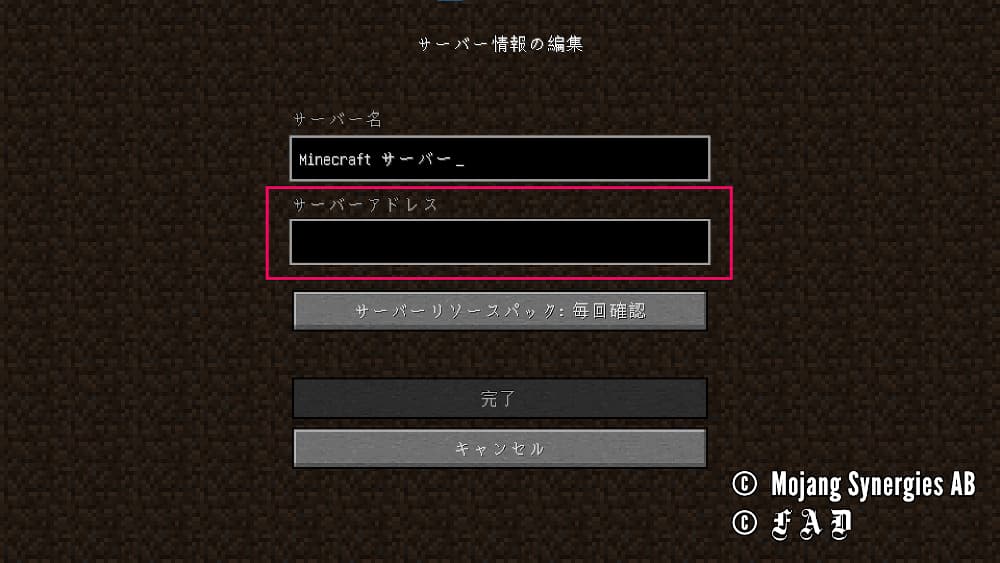 サーバー情報の編集
サーバー名
Minecraft サーバー_
サーバーアドレス
サーバーリソースパック: 毎回確認
完了
キャンセル
© Mojang Synergies AB
© FAD